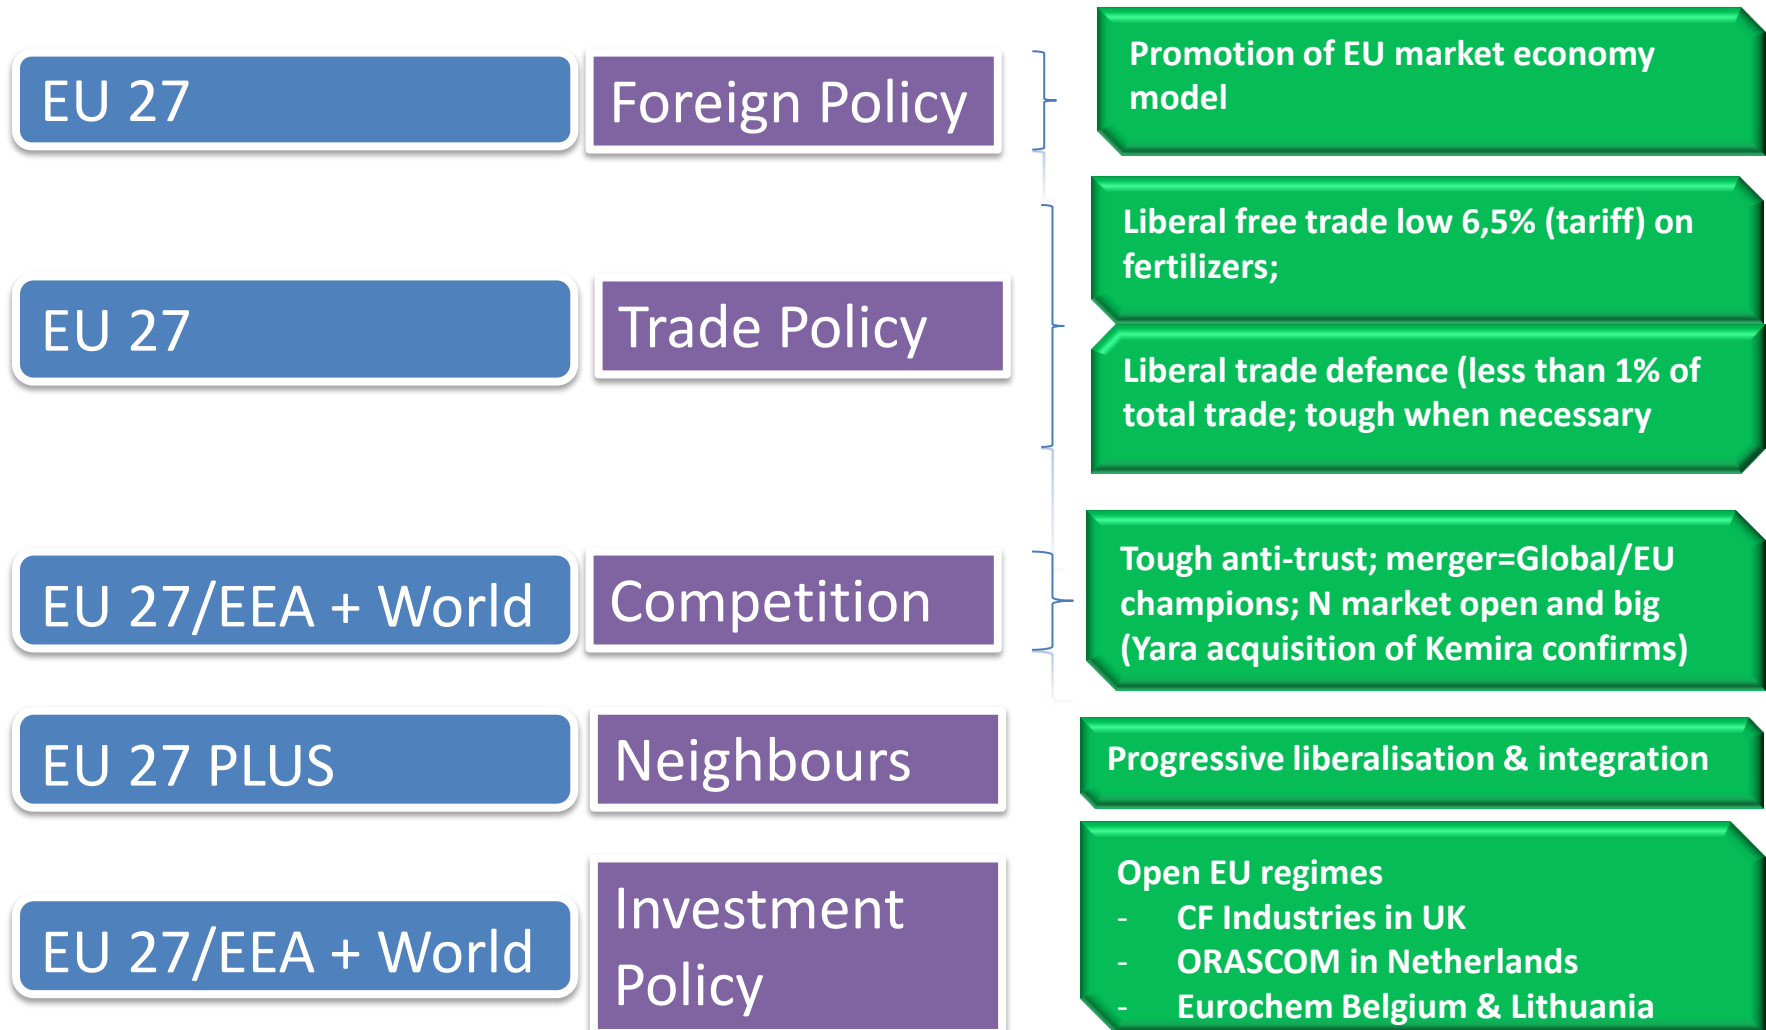 EU 27
Foreign Policy
Promotion of EU market economy
model
EU 27
Trade Policy
Liberal free trade low 6,5% (tariff) on
fertilizers;
Liberal trade defence (less than 1% of
total trade; tough when necessary
EU 27/EEA + World
Competition
Tough anti-trust; merger=Global/EU
champions; N market open and big
(Yara acquisition of Kemira confirms)
EU 27 PLUS
Neighbours
Progressive liberalisation & integration
EU 27/EEA + World
Investment
Policy
Open EU regimes
- CF Industries in UK
- ORASCOM in Netherlands
- Eurochem Belgium & Lithuania